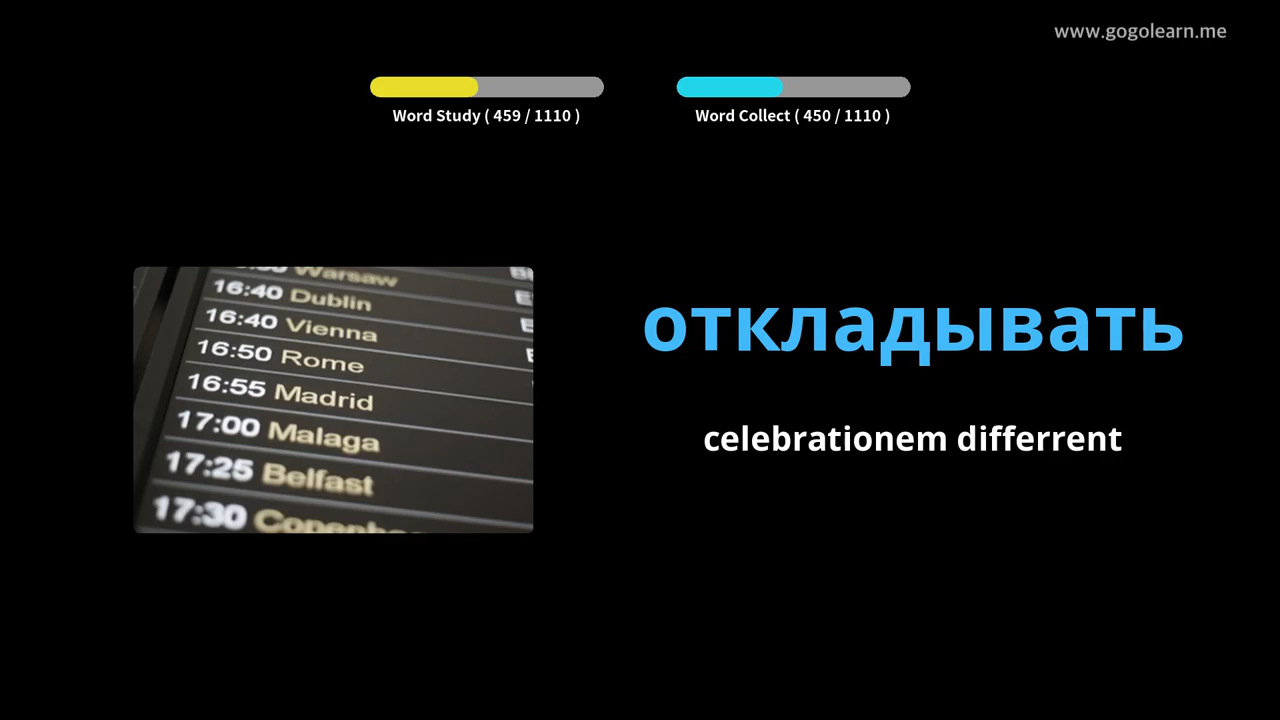 www.gogolearn.me
Word Study ( 459 / 1110 )
Word Collect ( 450 / 1110 )
Warsaw
16:40 Dublin
16:40 Vienna
16:50 Rome
16:55 Madrid
17:00 Malaga
17:25 Belfast
17:30
откладывать
celebrationem differrent